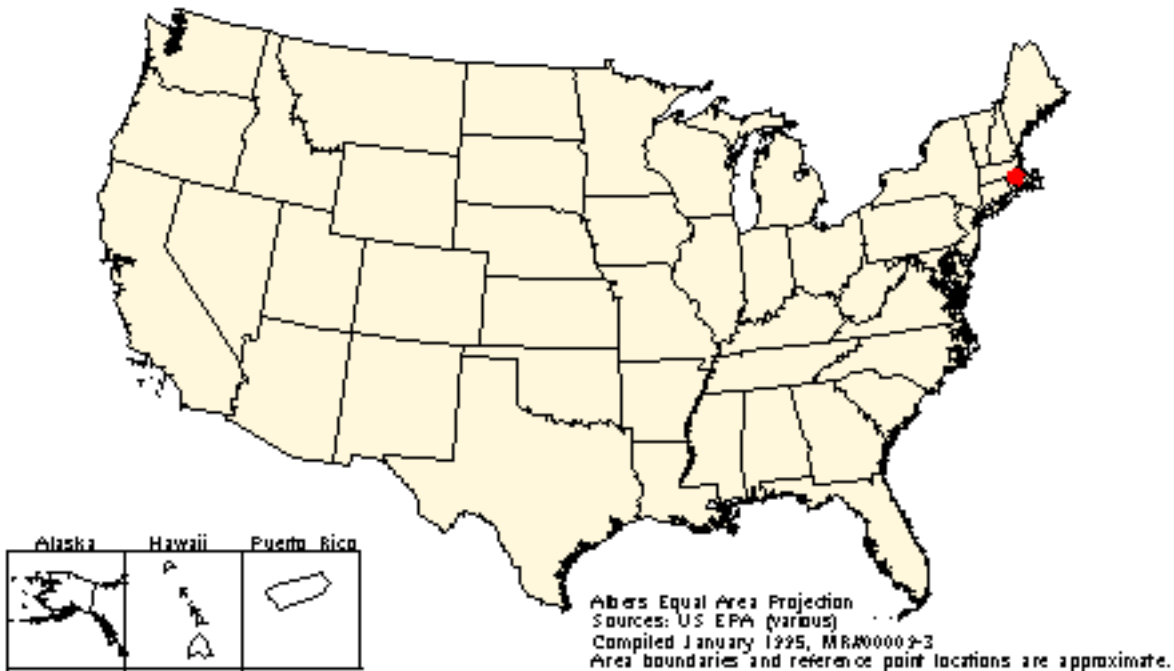 Alaska Hawaii Puerto Rico
Albers Equal Area Projection
Sources: US EPA (various)
Compiled January 1995, MR#00009-3
Area boundaries and reference point locations are approximate.